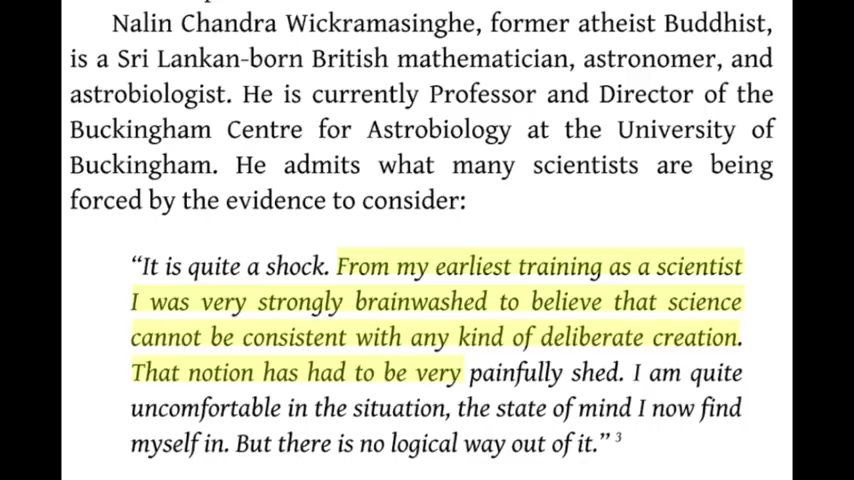 Nalin Chandra Wickramasinghe, former atheist Buddhist,
is a Sri Lankan-born British mathematician, astronomer, and
astrobiologist. He is currently Professor and Director of the
Buckingham Centre for Astrobiology at the University of
Buckingham. He admits what many scientists are being
forced by the evidence to consider:
“It is quite a shock. From my earliest training as a scientist
I was very strongly brainwashed to believe that science
cannot be consistent with any kind of deliberate creation.
That notion has had to be very painfully shed. I am quite
uncomfortable in the situation, the state of mind I now find
myself in. But there is no logical way out of it.” ³